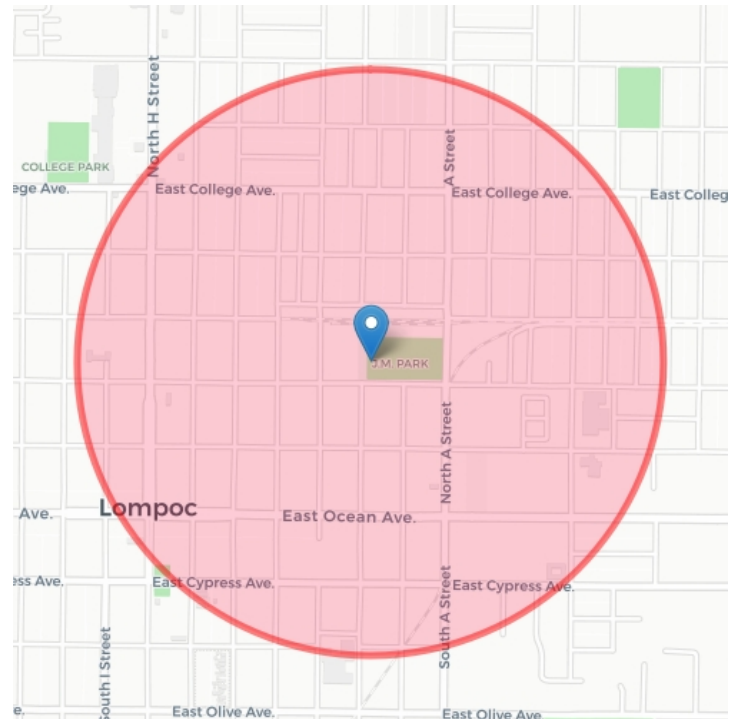 North H Street
A Street
COLLEGE PARK
ege Ave.
East College Ave.
East College Ave.
East Colleg
J.M. PARK
North A Street
Lompoc
Ave.
East Ocean Ave.
ess Ave.
East Cypress Ave.
East Cypress Ave.
South A Street
South I Street
e.
East Olive Ave.
East Olive Ave.